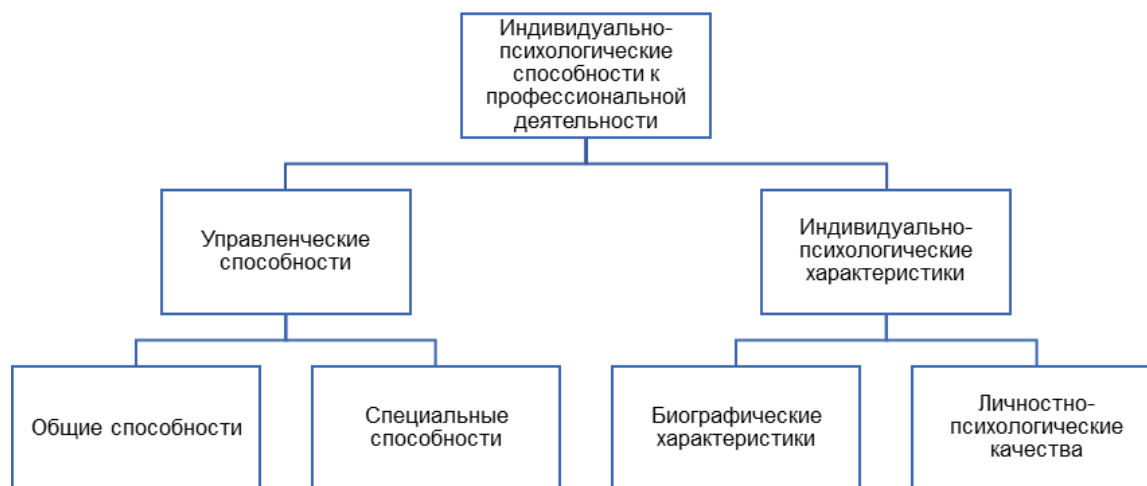 Индивидуально-
психологические
способности к
профессиональной
деятельности
Управленческие
способности
Индивидуально-
психологические
характеристики
Общие способности
Специальные
способности
Биографические
характеристики
Личностно-
психологические
качества